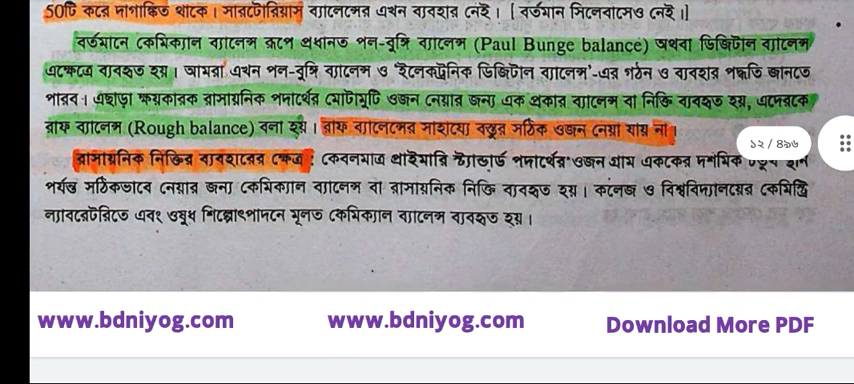 50টি করে দাগাঙ্কিত থাকে। সারটোরিয়াস ব্যালেন্সের এখন ব্যবহার নেই। [ বর্তমান সিলেবাসেও নেই।]
বর্তমানে কেমিক্যাল ব্যালেন্স রূপে প্রধানত পল-বুঙ্গি ব্যালেন্স (Paul Bunge balance) অথবা ডিজিটাল ব্যালেন্স
এক্ষেত্রে ব্যবহৃত হয়। আমরা এখন পল-বুঙ্গি ব্যালেন্স ও 'ইলেকট্রনিক ডিজিটাল ব্যালেন্স'-এর গঠন ও ব্যবহার পদ্ধতি জানতে
পারব। এছাড়া ক্ষয়কারক রাসায়নিক পদার্থের মোটামুটি ওজন নেয়ার জন্য এক প্রকার ব্যালেন্স বা নিক্তি ব্যবহৃত হয়, এদেরকে
রাফ ব্যালেন্স (Rough balance) বলা হয়। রাফ ব্যালেন্সের সাহায্যে বস্তুর সঠিক ওজন নেয়া যায় না।
১২ / ৪৯৬
রাসায়নিক নিক্তির ব্যবহারের ক্ষেত্র : কেবলমাত্র প্রাইমারি স্ট্যান্ডার্ড পদার্থের ওজন গ্রাম এককের দশমিক
পর্যন্ত সঠিকভাবে নেয়ার জন্য কেমিক্যাল ব্যালেন্স বা রাসায়নিক নিক্তি ব্যবহৃত হয়। কলেজ ও বিশ্ববিদ্যালয়ের কেমিস্ট্রি
ল্যাবরেটরিতে এবং ওষুধ শিল্পোৎপাদনে মূলত কেমিক্যাল ব্যালেন্স ব্যবহৃত হয়।
www.bdniyog.com www.bdniyog.com Download More PDF